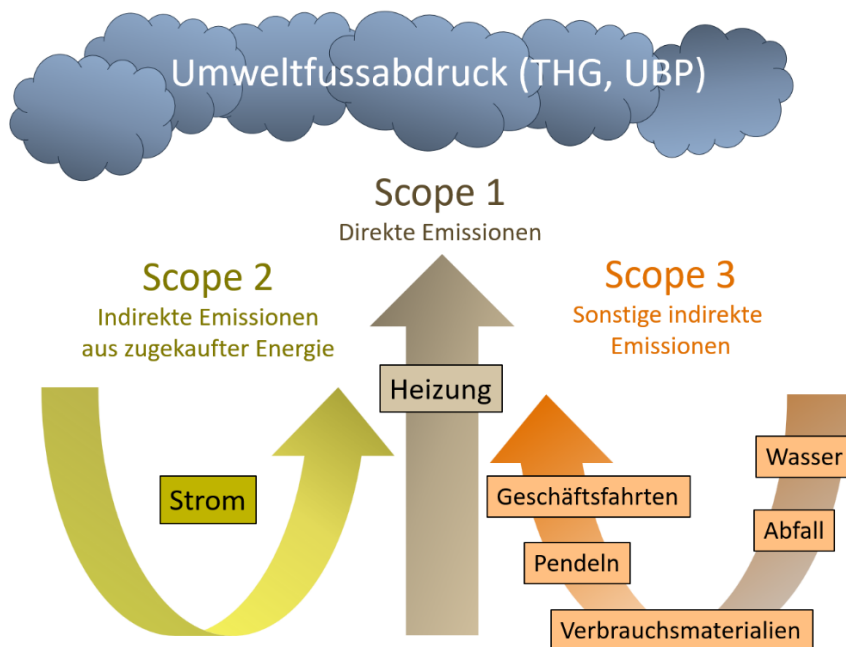 Umweltfussabdruck (THG, UBP)
Scope 1
Direkte Emissionen
Scope 2
Indirekte Emissionen
aus zugekaufter Energie
Scope 3
Sonstige indirekte
Emissionen
Heizung
Strom
Wasser
Geschäftsfahrten
Abfall
Pendeln
Verbrauchsmaterialien